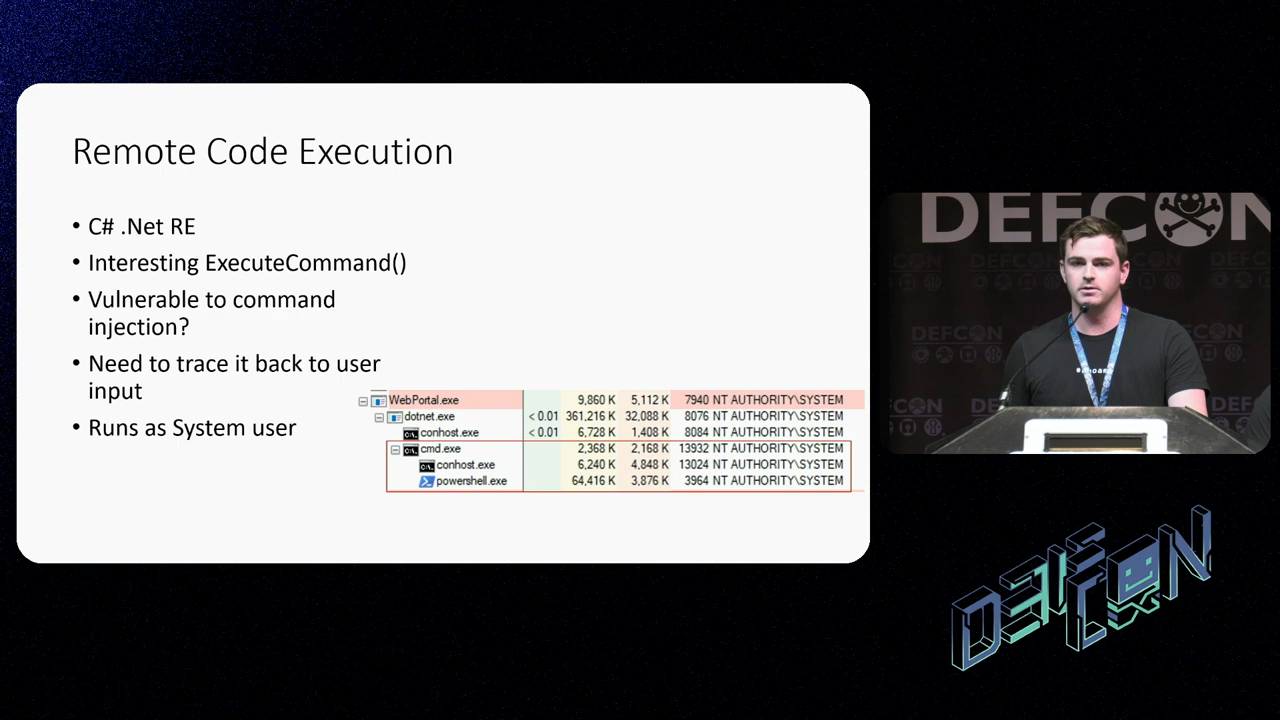 Remote Code Execution
• C# .Net RE
• Interesting ExecuteCommand()
• Vulnerable to command
injection?
• Need to trace it back to user
input
• Runs as System user
WebPortal.exe 9,860 K 5,112 K 7940 NT AUTHORITY\SYSTEM
dotnet.exe < 0.01 361,216 K 32,088 K 8076 NT AUTHORITY\SYSTEM
conhost.exe < 0.01 6,728 K 1,408 K 8084 NT AUTHORITY\SYSTEM
cmd.exe 2,368 K 2,168 K 13932 NT AUTHORITY\SYSTEM
conhost.exe 6,240 K 4,848 K 13024 NT AUTHORITY\SYSTEM
powershell.exe 64,416 K 3,876 K 3964 NT AUTHORITY\SYSTEM
DEFCON
DEFCON
DEFCON
DEFCON